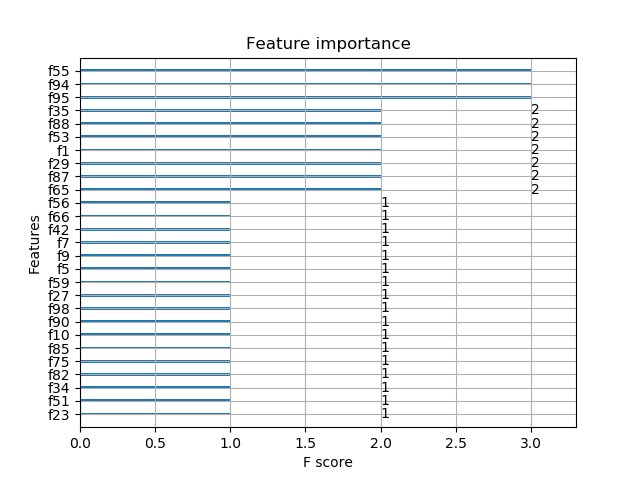 Feature importance
f55
f94
f95
f35 2
f88 2
f53 2
f1 2
f29 2
f87 2
f65 2
f56 1
f66 1
f42 1
f7 1
f9 1
f5 1
f59 1
f27 1
f98 1
f90 1
f10 1
f85 1
f75 1
f82 1
f34 1
f51 1
f23 1
Features
0.0 0.5 1.0 1.5 2.0 2.5 3.0
F score